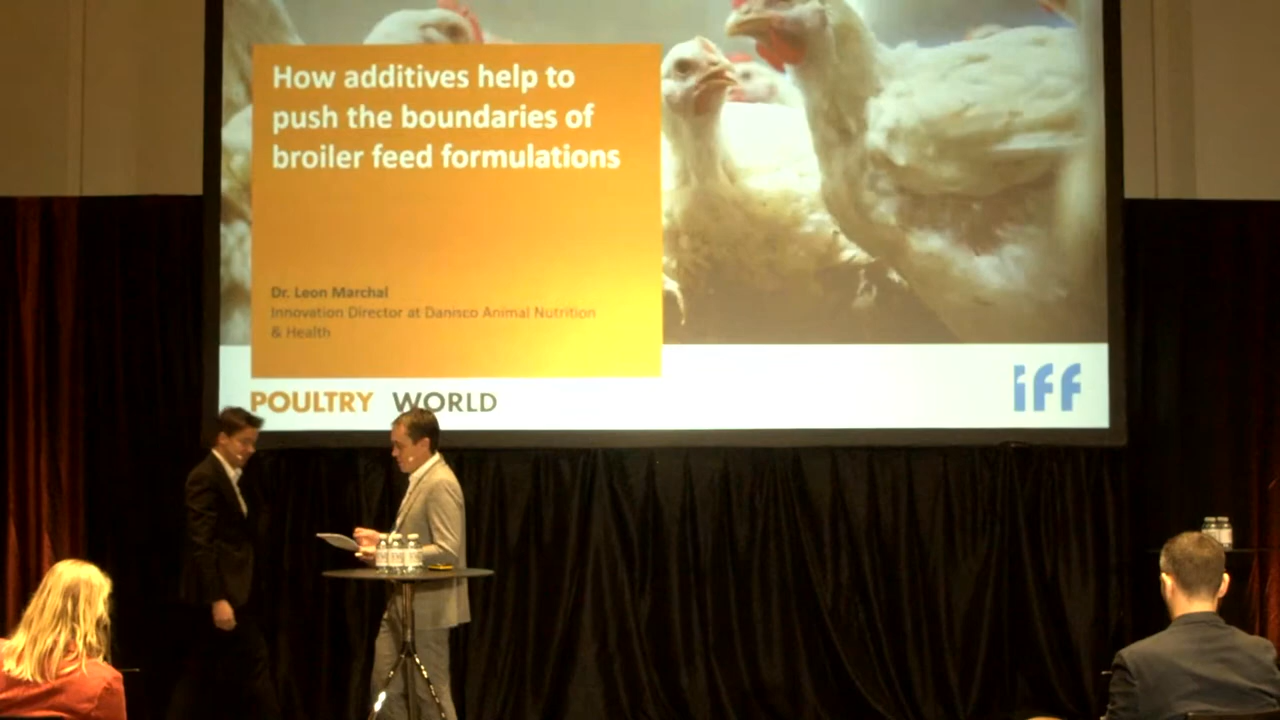 How additives help to
push the boundaries of
broiler feed formulations
Dr. Leon Marchal
Innovation Director at Danisco Animal Nutrition
& Health
POULTRY WORLD
iff